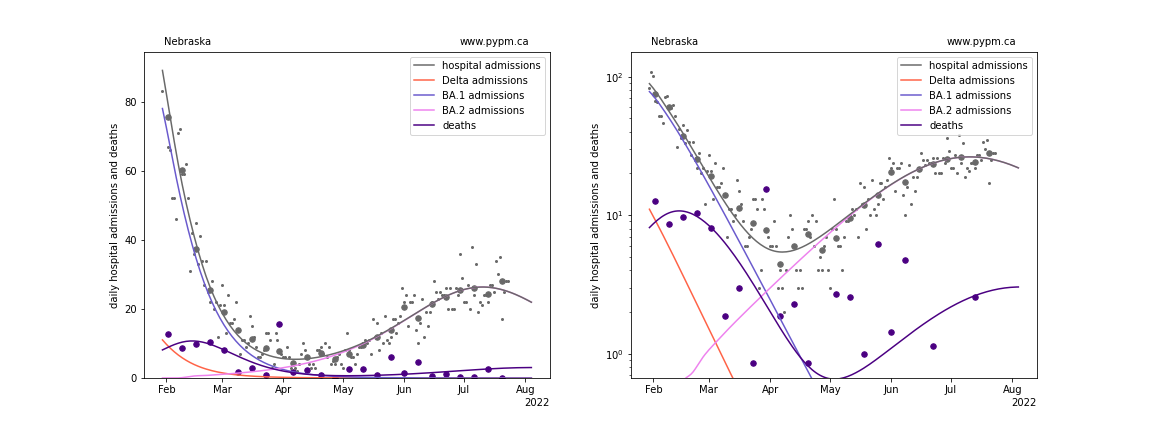 Nebraska www.pypm.ca
hospital admissions
Delta admissions
BA.1 admissions
BA.2 admissions
deaths
daily hospital admissions and deaths
80
60
40
20
0
Feb Mar Apr May Jun Jul Aug
2022
Nebraska www.pypm.ca
hospital admissions
Delta admissions
BA.1 admissions
BA.2 admissions
deaths
daily hospital admissions and deaths
10²
10¹
10⁰
Feb Mar Apr May Jun Jul Aug
2022